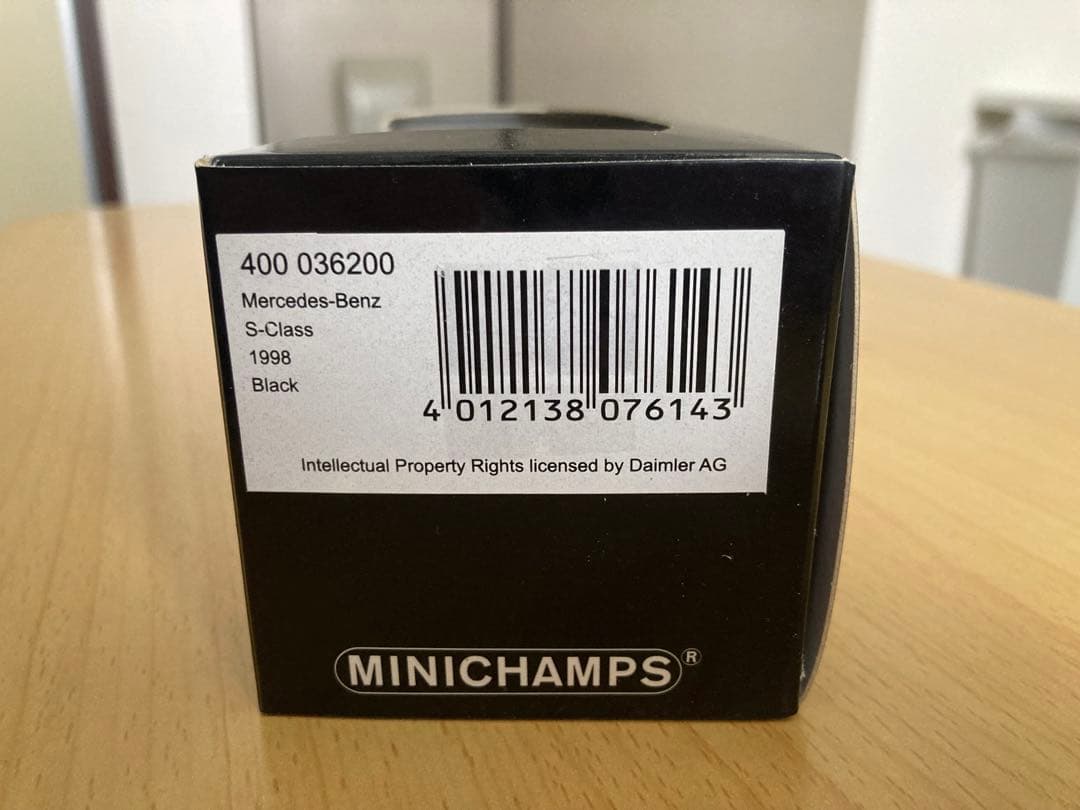 400 036200
Mercedes-Benz
S-Class
1998
Black
4 012138 076143
Intellectual Property Rights licensed by Daimler AG
MINICHAMPS®